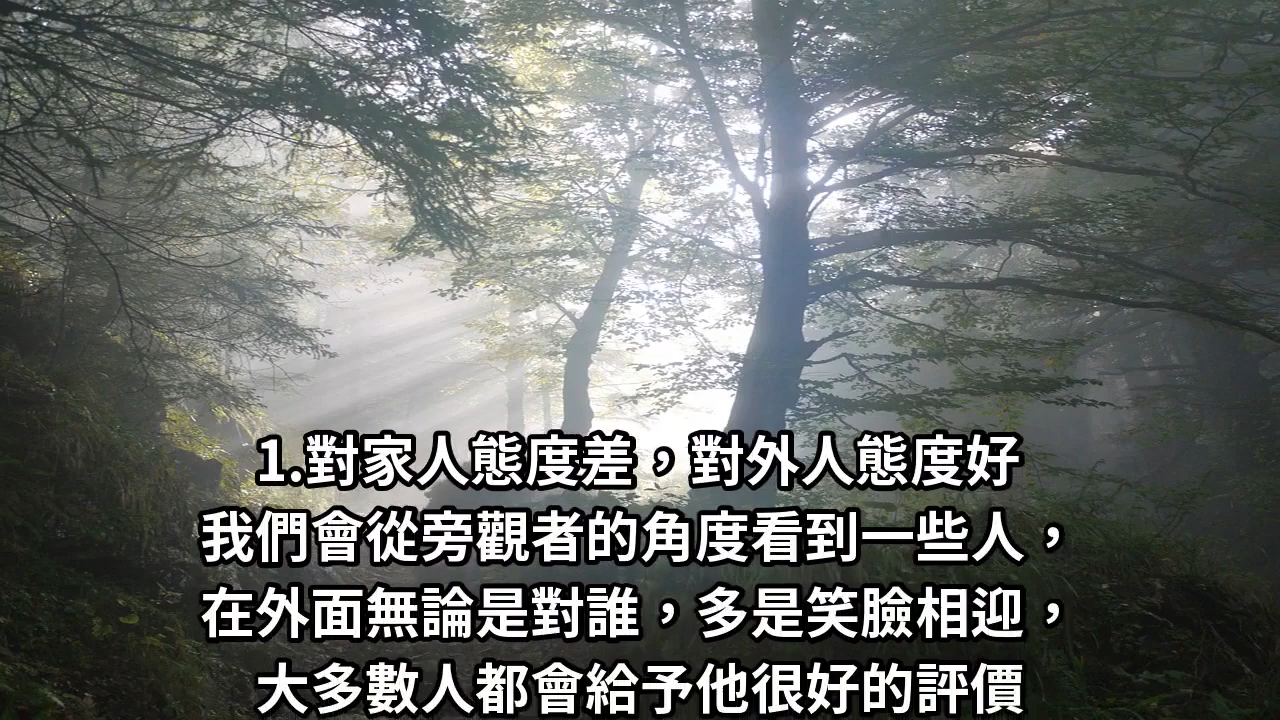 1.對家人態度差，對外人態度好
我們會從旁觀者的角度看到一些人，
在外面無論是對誰，多是笑臉相迎，
大多數人都會給予他很好的評價